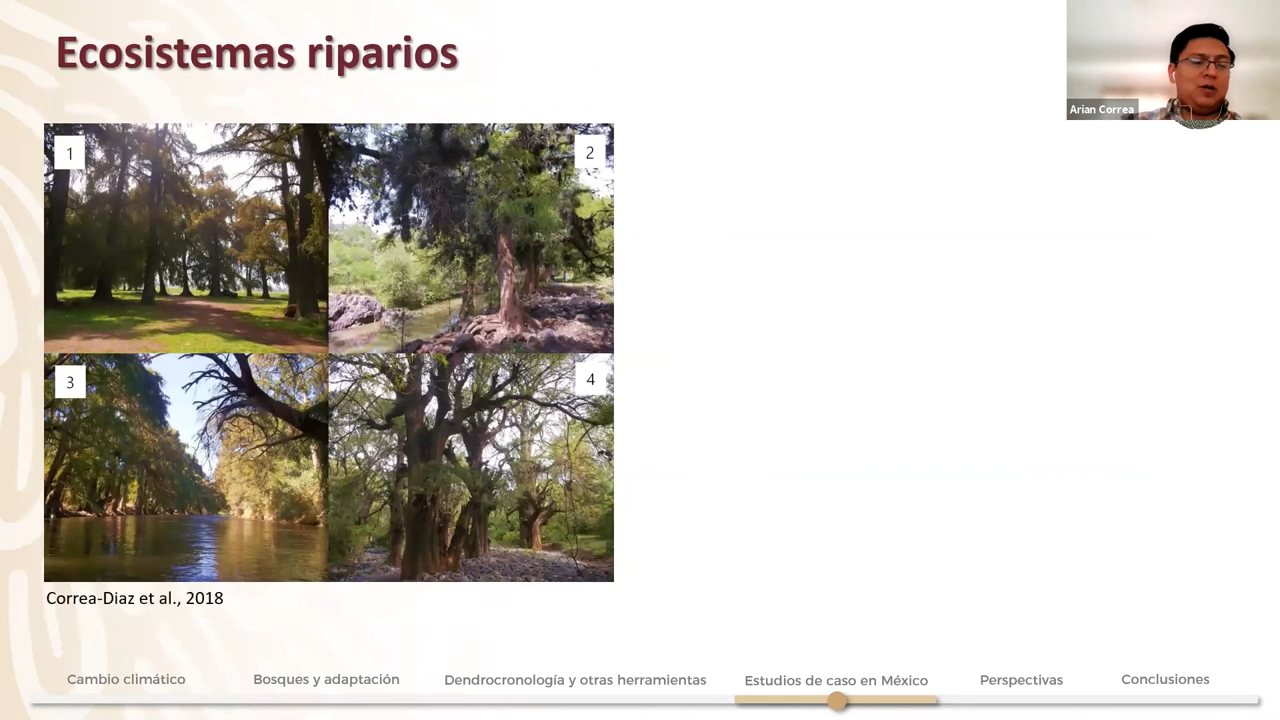 Ecosistemas riparios
Arian Correa
1
2
3
4
Correa-Diaz et al., 2018
Cambio climático
Bosques y adaptación
Dendrocronología y otras herramientas
Estudios de caso en México
Perspectivas
Conclusiones